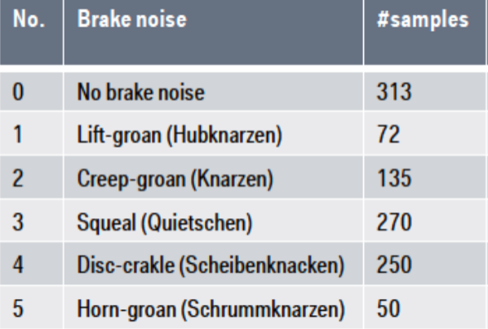 No. Brake noise #samples
0 No brake noise 313
1 Lift-groan (Hubknarzen) 72
2 Creep-groan (Knarzen) 135
3 Squeal (Quietschen) 270
4 Disc-crakle (Scheibenknacken) 250
5 Horn-groan (Schrummknarzen) 50